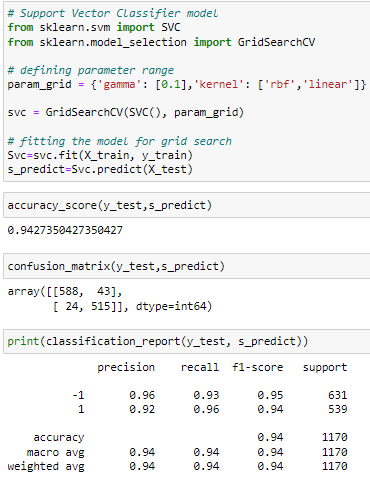 # Support Vector Classifier model
from sklearn.svm import SVC
from sklearn.model_selection import GridSearchCV
# defining parameter range
param_grid = {'gamma': [0.1],'kernel': ['rbf','linear']}
svc = GridSearchCV(SVC(), param_grid)
# fitting the model for grid search
Svc=svc.fit(X_train, y_train)
s_predict=Svc.predict(X_test)
accuracy_score(y_test,s_predict)
0.9427350427350427
confusion_matrix(y_test,s_predict)
array([[588,  43],
       [ 24, 515]], dtype=int64)
print(classification_report(y_test, s_predict))
              precision    recall  f1-score   support
          -1       0.96      0.93      0.95       631
           1       0.92      0.96      0.94       539
    accuracy                           0.94      1170
   macro avg       0.94      0.94      0.94      1170
weighted avg       0.94      0.94      0.94      1170